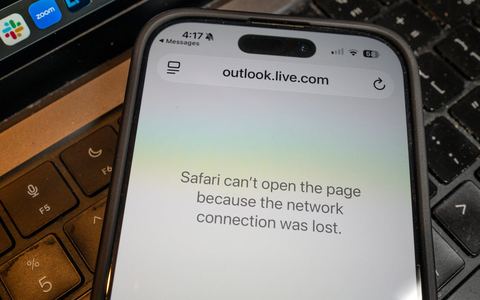 zoom
4:17
Messages
56
outlook.live.com
Safari can't open the page
because the network
connection was lost.
F5
F6
%
5